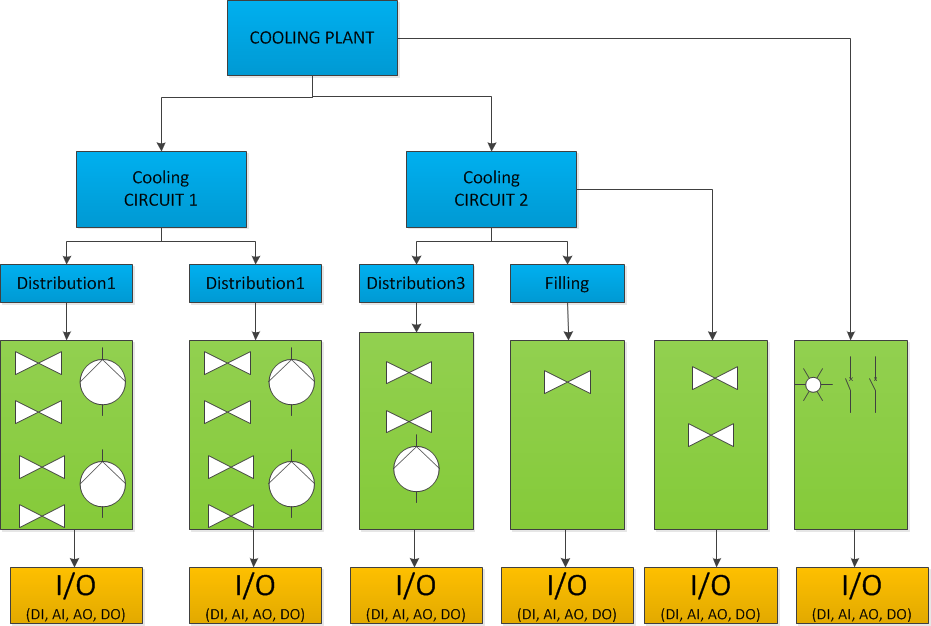 COOLING PLANT
Cooling
CIRCUIT 1
Cooling
CIRCUIT 2
Distribution1
Distribution1
Distribution3
Filling
I/O
(DI, AI, AO, DO)
I/O
(DI, AI, AO, DO)
I/O
(DI, AI, AO, DO)
I/O
(DI, AI, AO, DO)
I/O
(DI, AI, AO, DO)
I/O
(DI, AI, AO, DO)